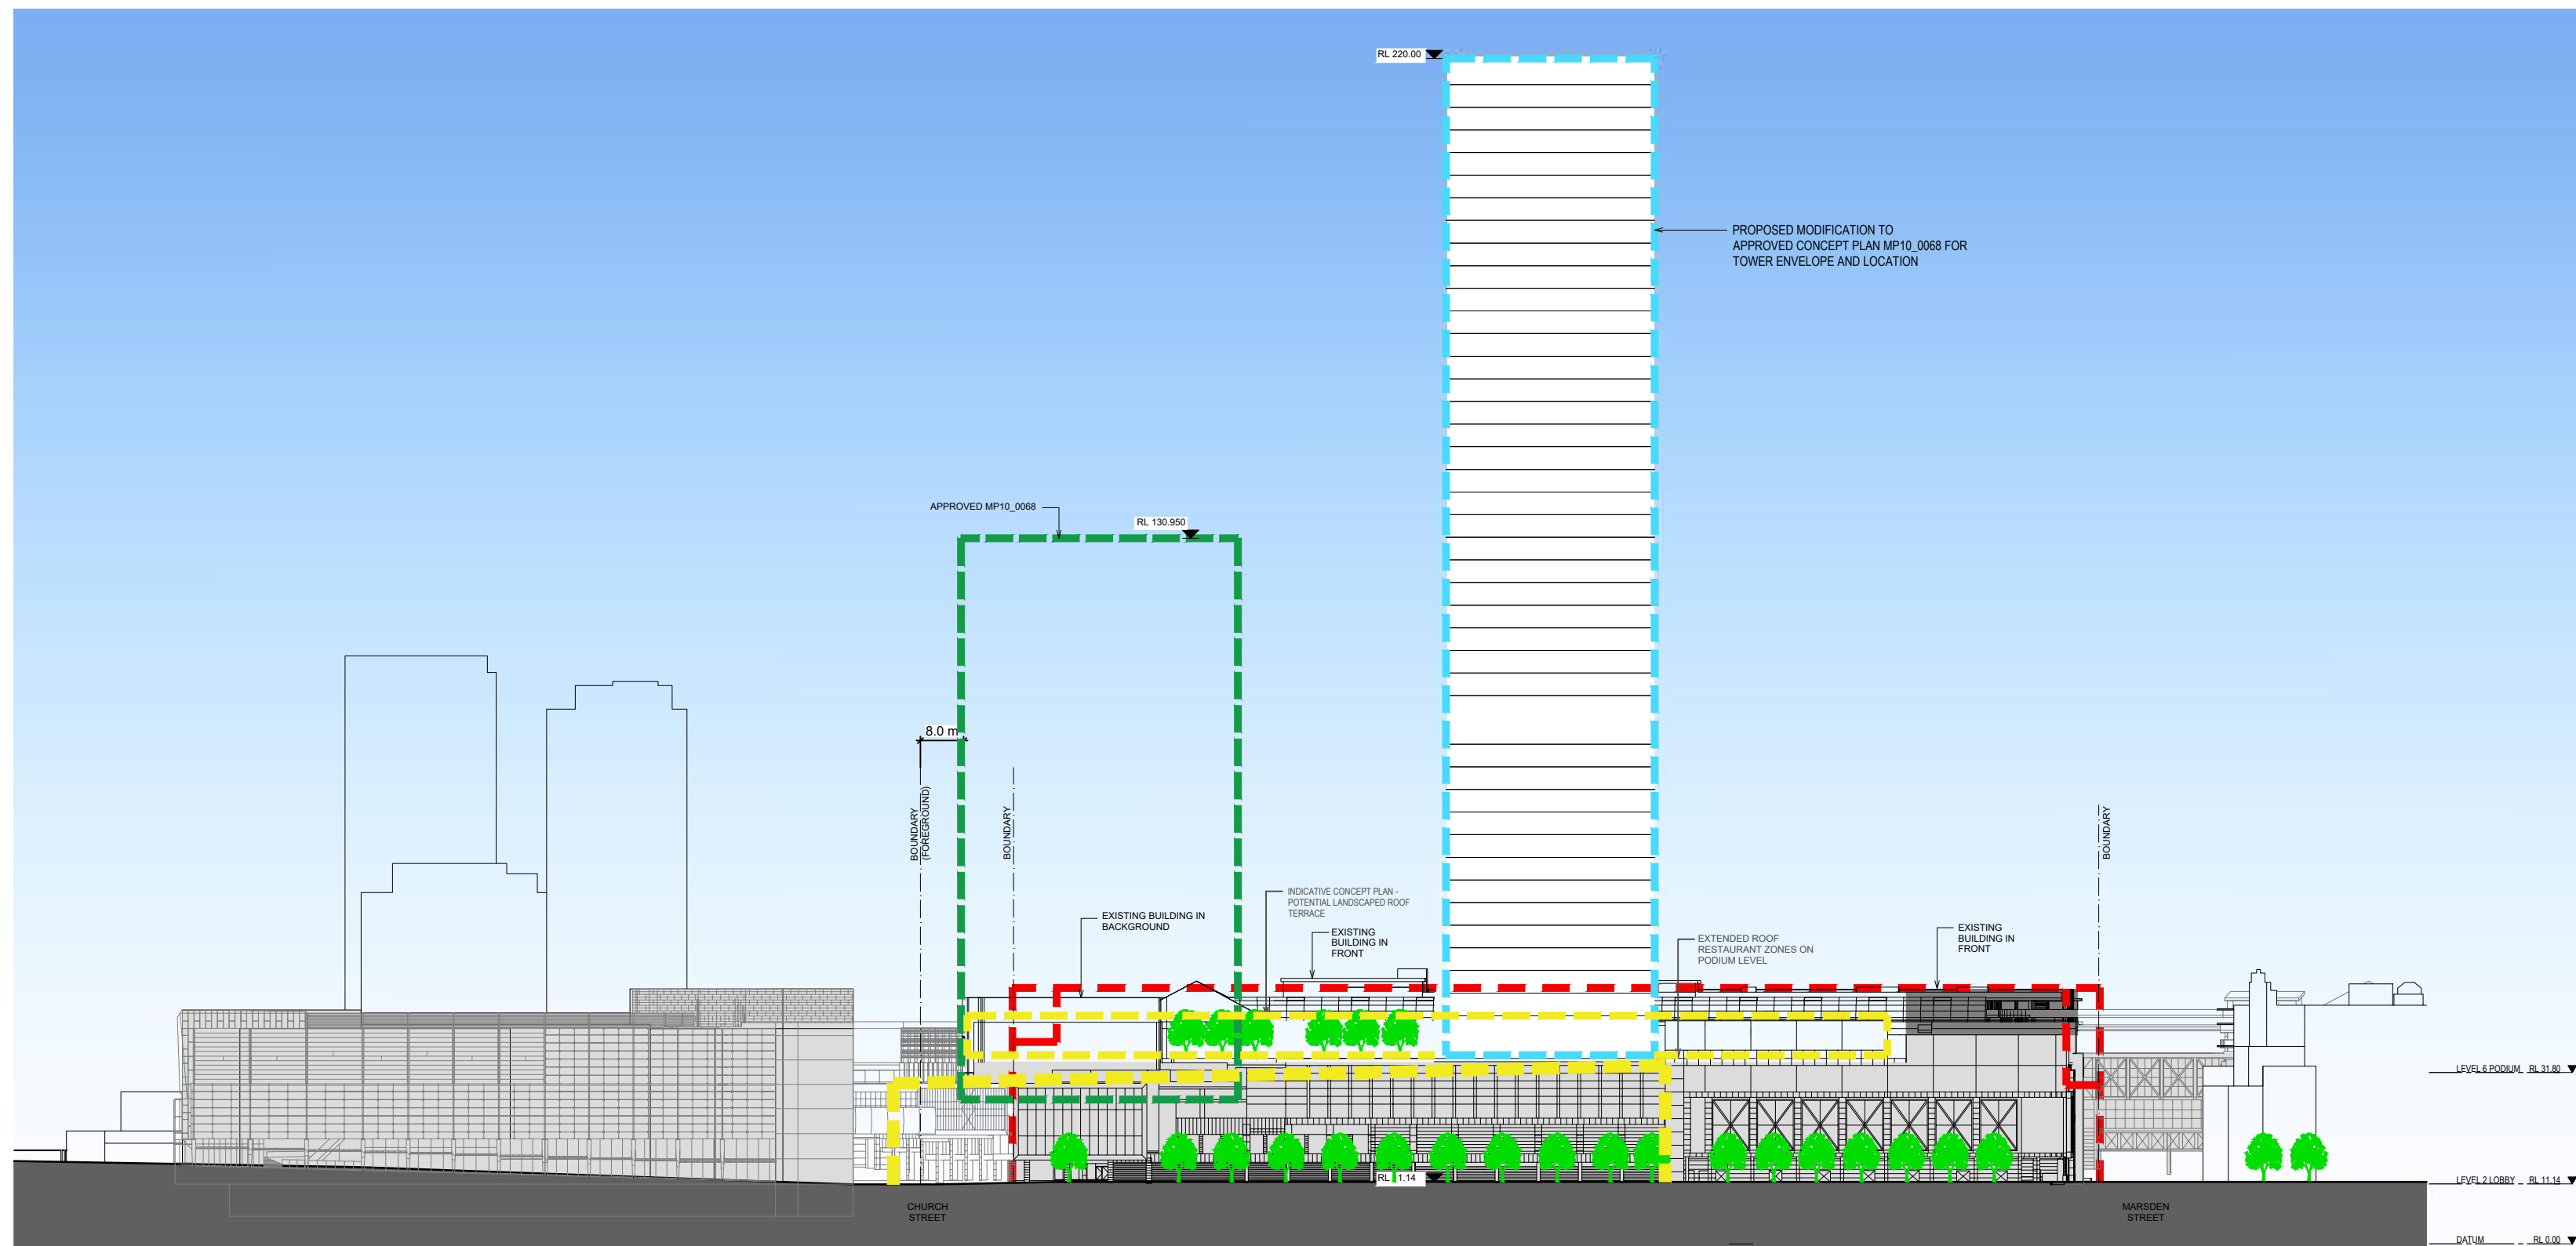 RL 220.00
PROPOSED MODIFICATION TO
APPROVED CONCEPT PLAN MP10_0068 FOR
TOWER ENVELOPE AND LOCATION
APPROVED MP10_0068
RL 130.950
8.0 m
BOUNDARY
(FOREGROUND)
BOUNDARY
BOUNDARY
INDICATIVE CONCEPT PLAN -
POTENTIAL LANDSCAPED ROOF
TERRACE
EXISTING BUILDING IN
BACKGROUND
EXISTING
BUILDING IN
FRONT
EXTENDED ROOF
RESTAURANT ZONES ON
PODIUM LEVEL
EXISTING
BUILDING IN
FRONT
LEVEL 6 PODIUM RL 31.80
RL 1.14
LEVEL 2 LOBBY RL 11.14
CHURCH
STREET
MARSDEN
STREET
DATUM RL 0.00